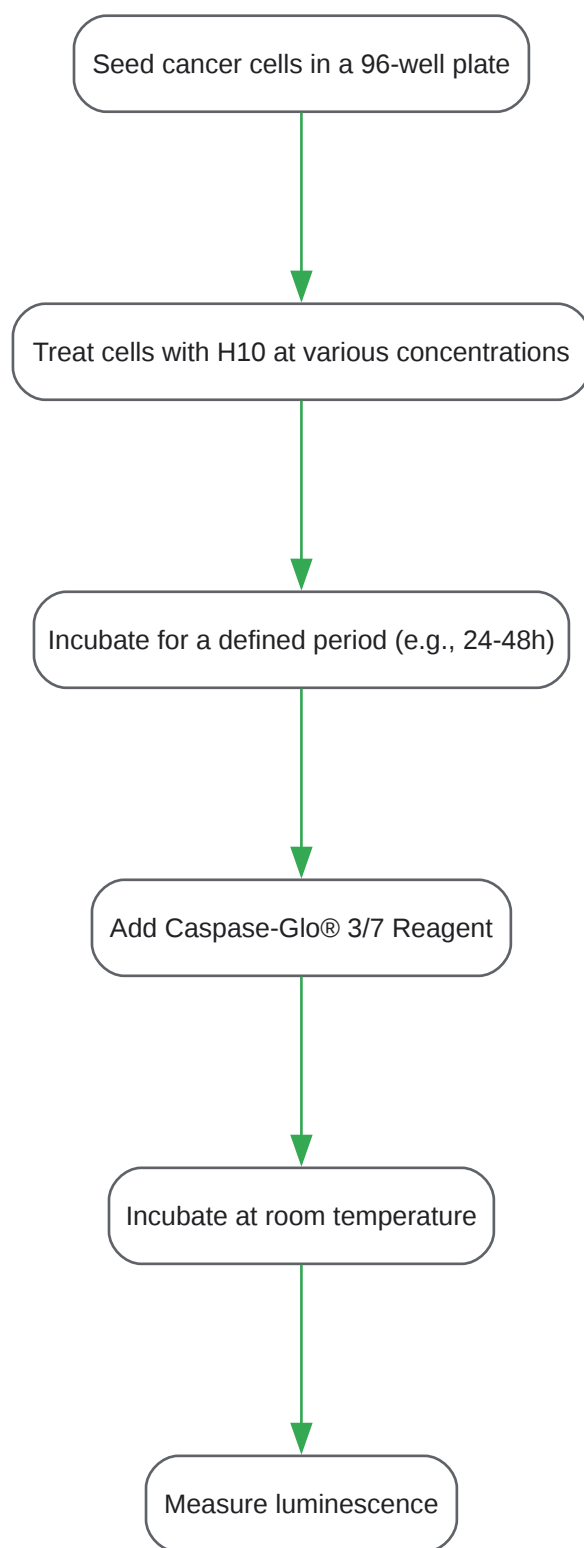 Seed cancer cells in a 96-well plate
Treat cells with H10 at various concentrations
Incubate for a defined period (e.g., 24-48h)
Add Caspase-Glo® 3/7 Reagent
Incubate at room temperature
Measure luminescence